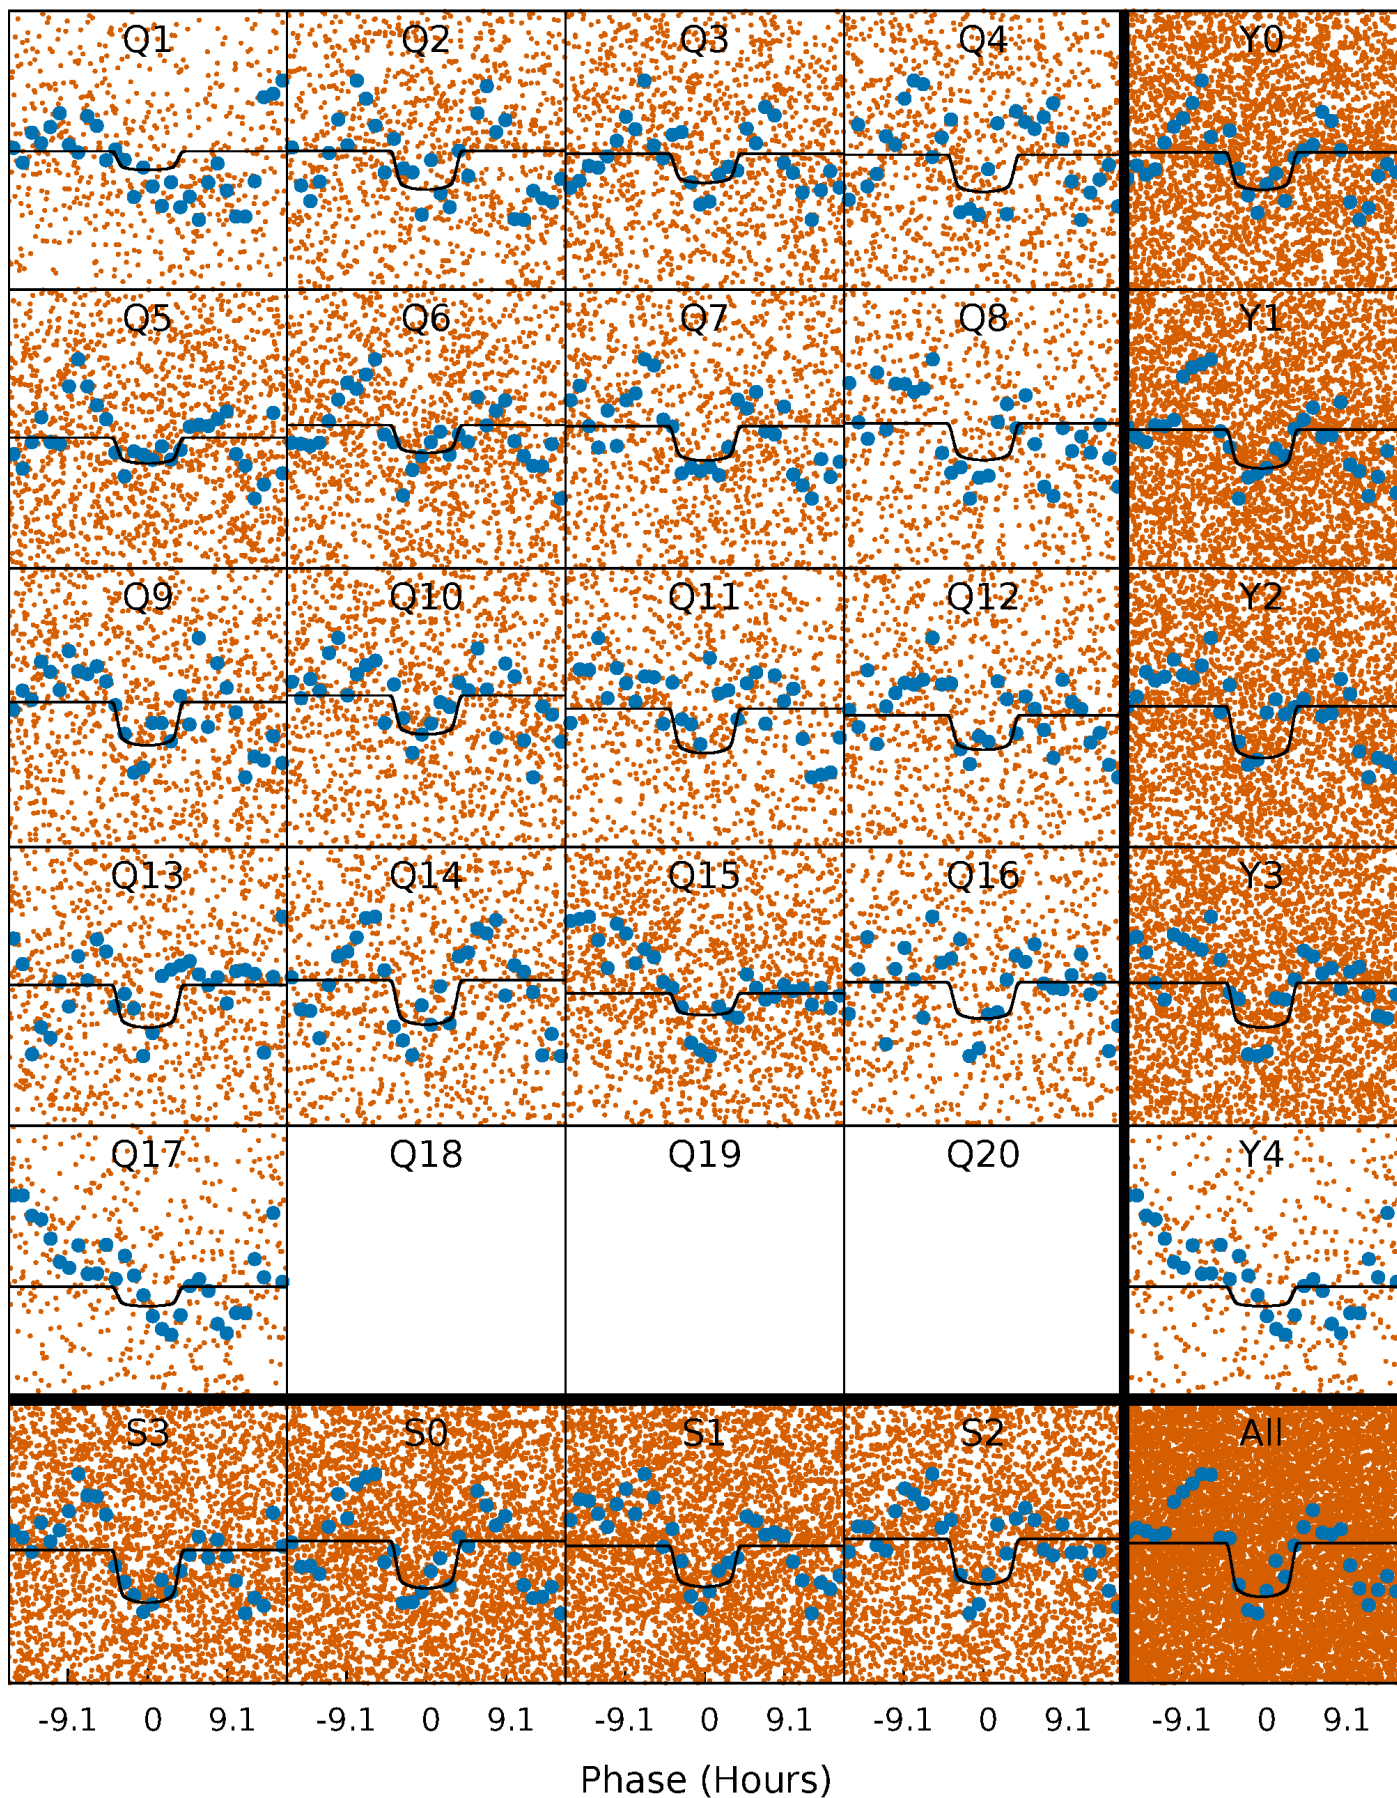 Q1 Q2 Q3 Q4 Y0
Q5 Q6 Q7 Q8 Y1
Q9 Q10 Q11 Q12 Y2
Q13 Q14 Q15 Q16 Y3
Q17 Q18 Q19 Q20 Y4
S3 S0 S1 S2 All
-9.1 0 9.1 -9.1 0 9.1 -9.1 0 9.1 -9.1 0 9.1 -9.1 0 9.1
Phase (Hours)